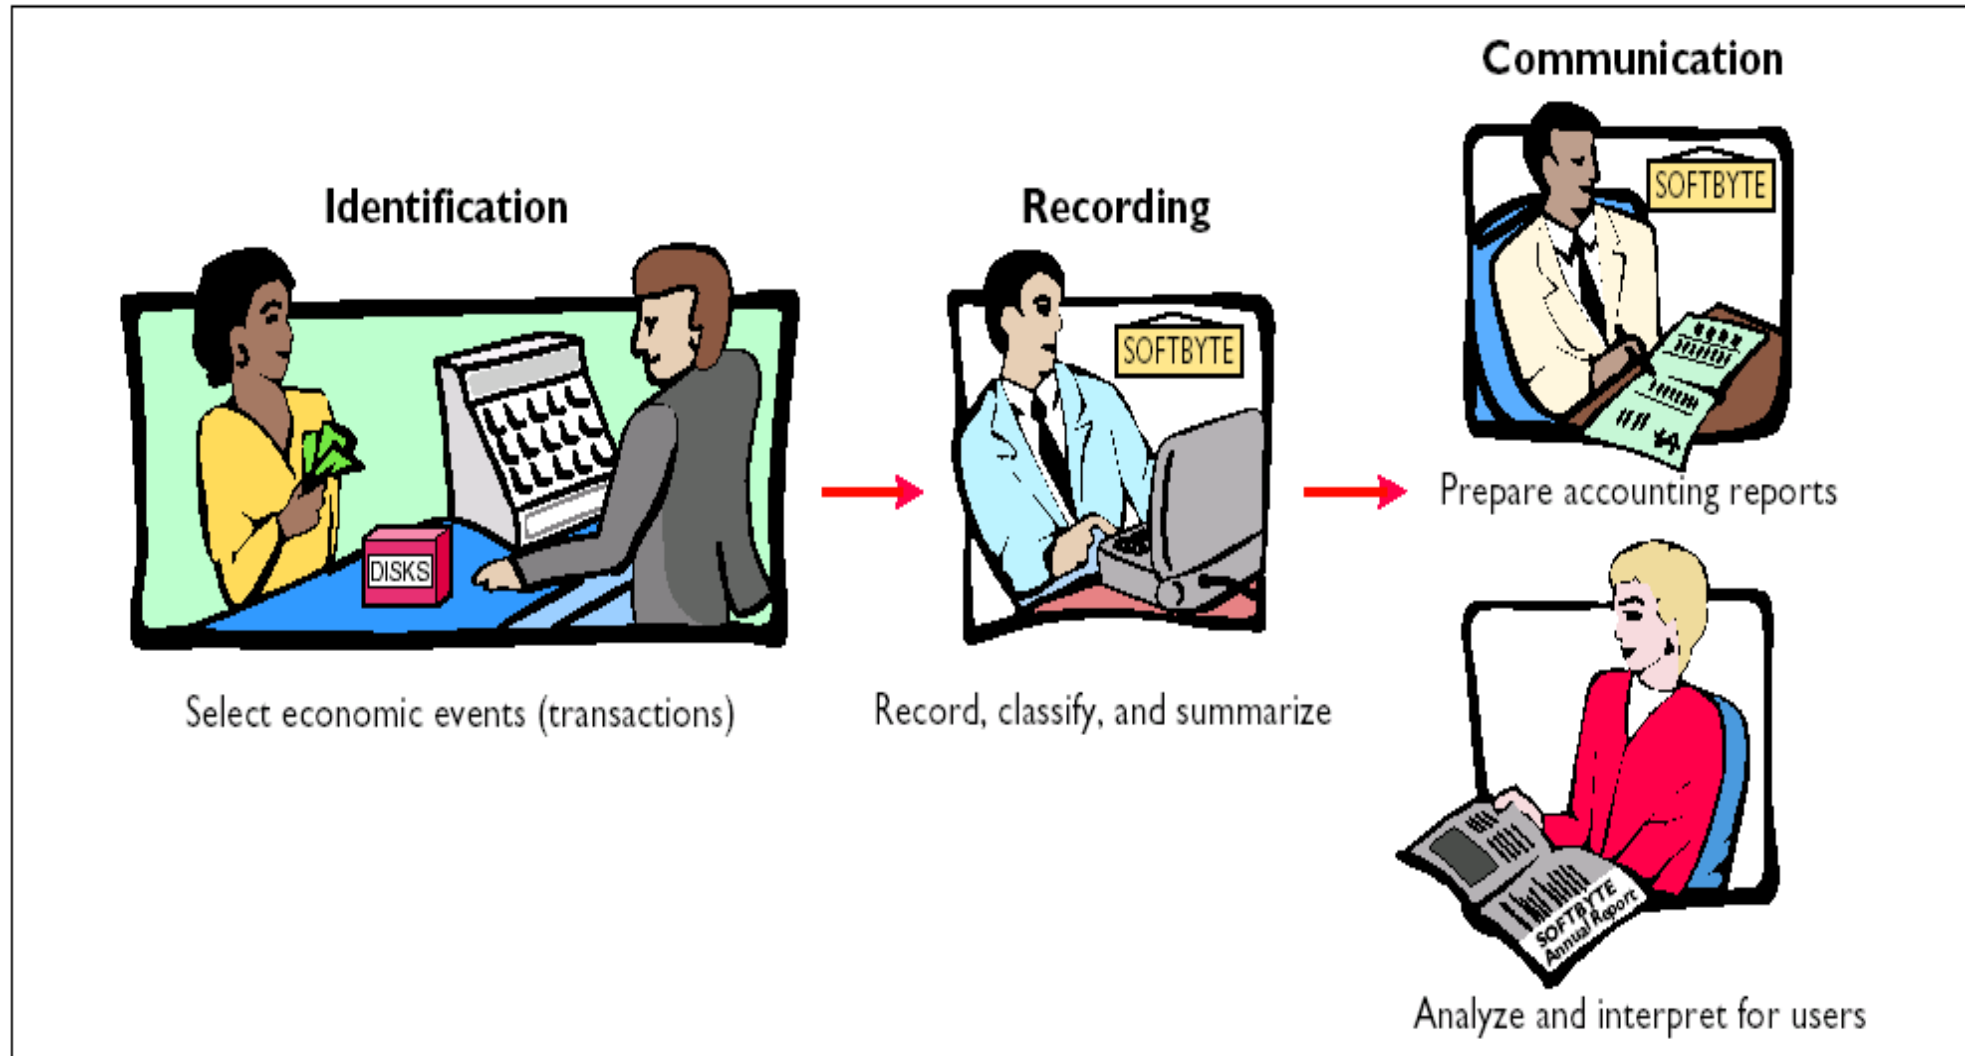 Identification
DISKS
Select economic events (transactions)
Recording
SOFTBYTE
Record, classify, and summarize
Communication
SOFTBYTE
Prepare accounting reports
SOFTBYTE
Annual Report
Analyze and interpret for users